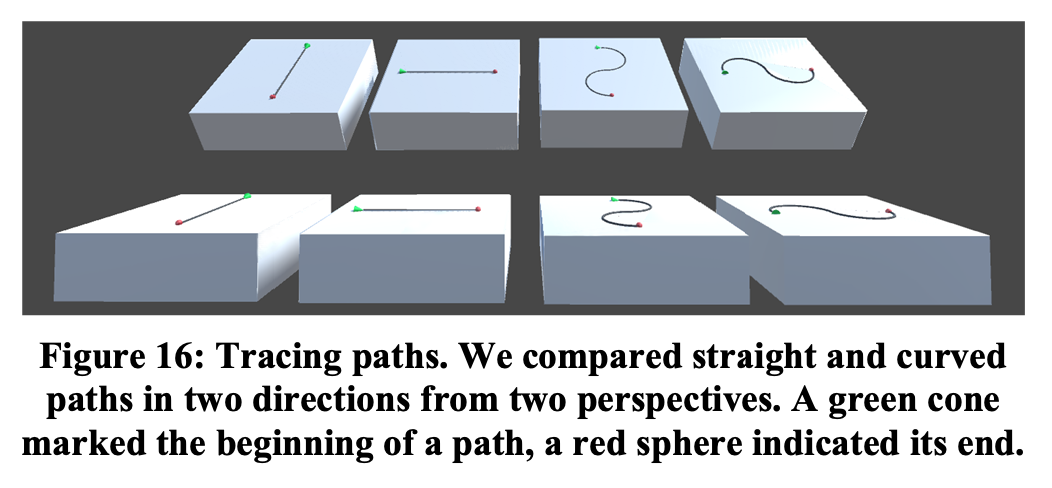 Figure 16: Tracing paths. We compared straight and curved
paths in two directions from two perspectives. A green cone
marked the beginning of a path, a red sphere indicated its end.